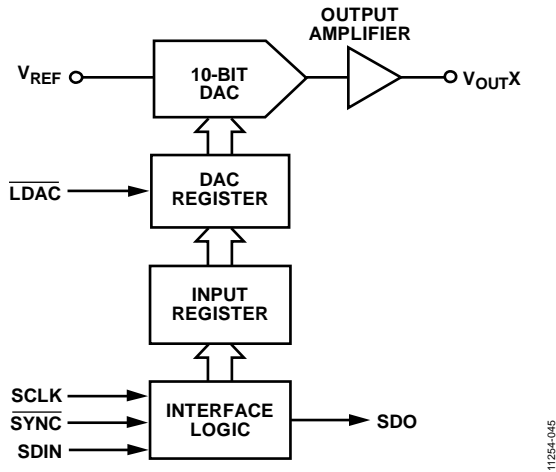 OUTPUT
AMPLIFIER
VREF
10-BIT
DAC
VOUTX
LDAC
DAC
REGISTER
INPUT
REGISTER
SCLK
SYNC
SDIN
INTERFACE
LOGIC
SDO
11254-045